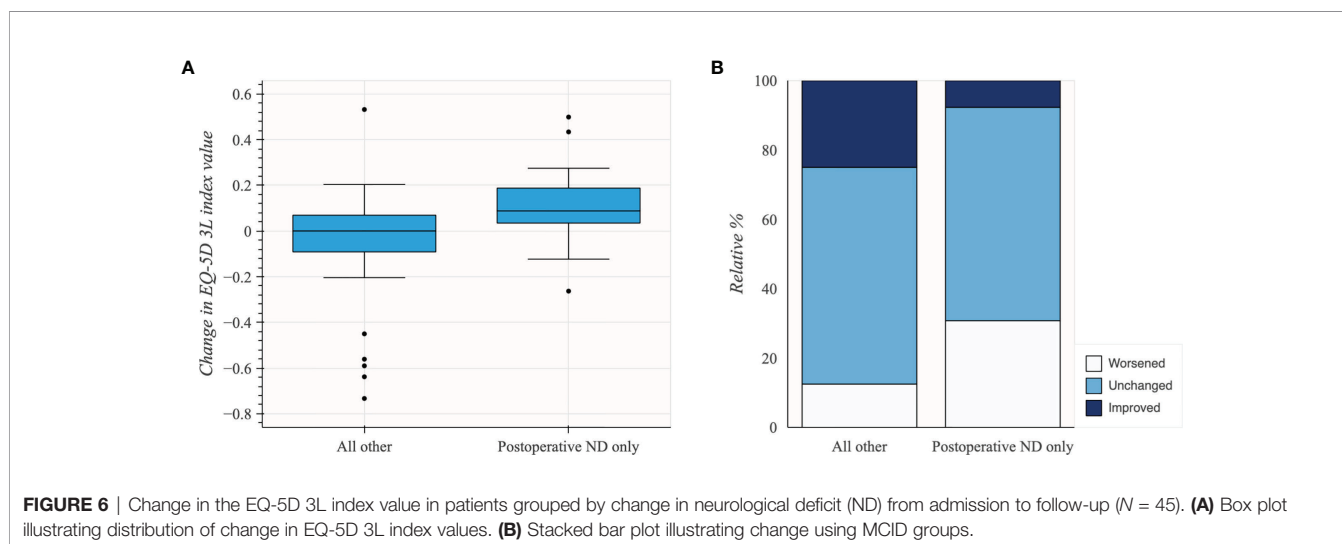 A
Change in EQ-5D 3L index value
0.6
0.4
0.2
0
−0.2
−0.4
−0.6
−0.8
All other
Postoperative ND only
B
Relative %
100
80
60
40
20
0
All other
Postoperative ND only
Worsened
Unchanged
Improved
FIGURE 6 | Change in the EQ-5D 3L index value in patients grouped by change in neurological deficit (ND) from admission to follow-up (N = 45). (A) Box plot
illustrating distribution of change in EQ-5D 3L index values. (B) Stacked bar plot illustrating change using MCID groups.